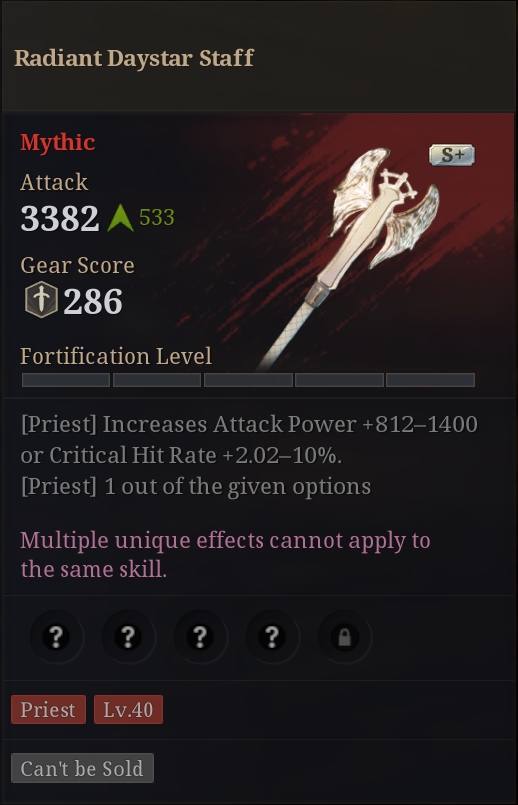 Radiant Daystar Staff
Mythic
S+
Attack
3382 533
Gear Score
286
Fortification Level
[Priest] Increases Attack Power +812–1400
or Critical Hit Rate +2.02–10%.
[Priest] 1 out of the given options
Multiple unique effects cannot apply to
the same skill.
? ? ? ?
Priest Lv.40
Can't be Sold